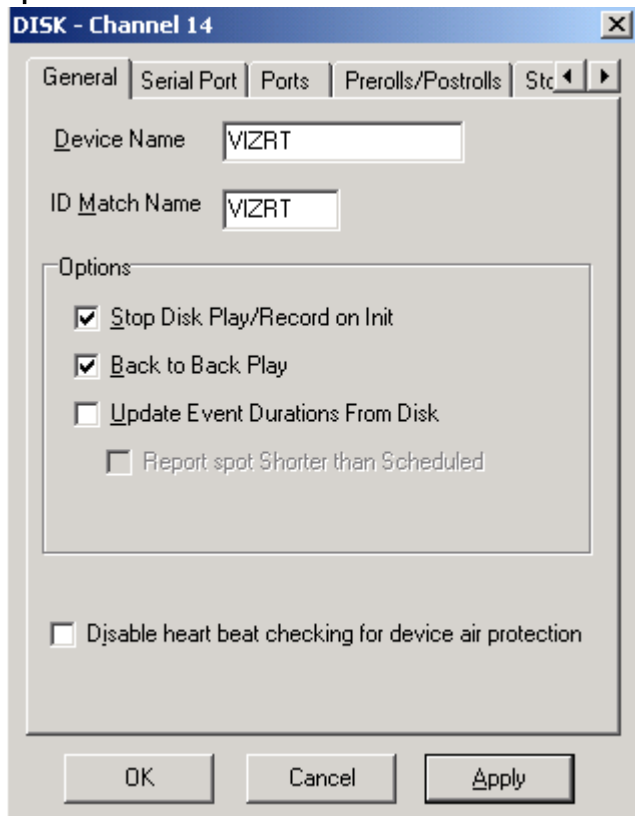 DISK - Channel 14
General Serial Port Ports Prerolls/Postrolls
Device Name VIZRT
ID Match Name VIZRT
Options
Stop Disk Play/Record on Init
Back to Back Play
Update Event Durations From Disk
Report spot Shorter than Scheduled
Disable heart beat checking for device air protection
OK Cancel Apply